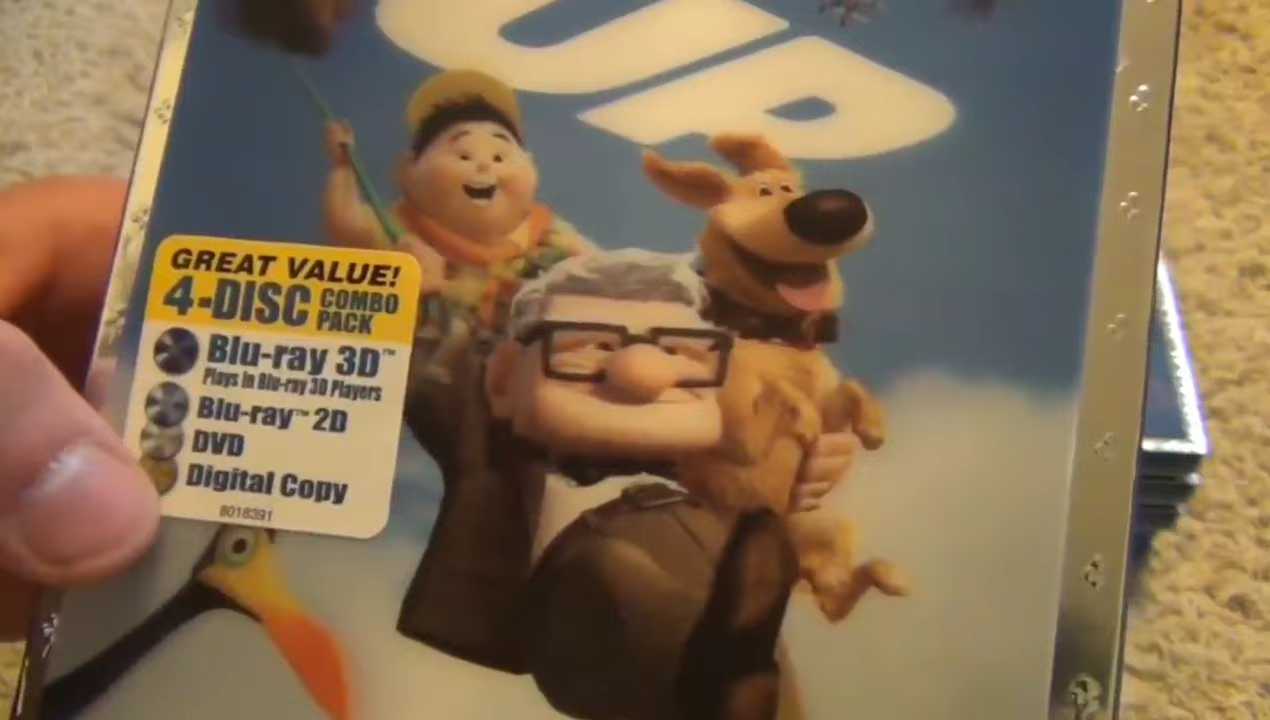 UP
GREAT VALUE!
4-DISC COMBO PACK
Blu-ray 3D™
Plays in Blu-ray 3D Players
Blu-ray™ 2D
DVD
Digital Copy
8018391